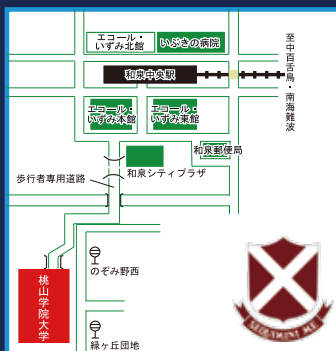 エコール・
いずみ北館
いぶきの病院
和泉中央駅
至中百舌鳥・南海難波
エコール・
いずみ本館
エコール・
いずみ東館
和泉郵便局
和泉シティプラザ
歩行者専用道路
のぞみ野西
桃山学院大学
緑ヶ丘団地
SEQUIMINI ME